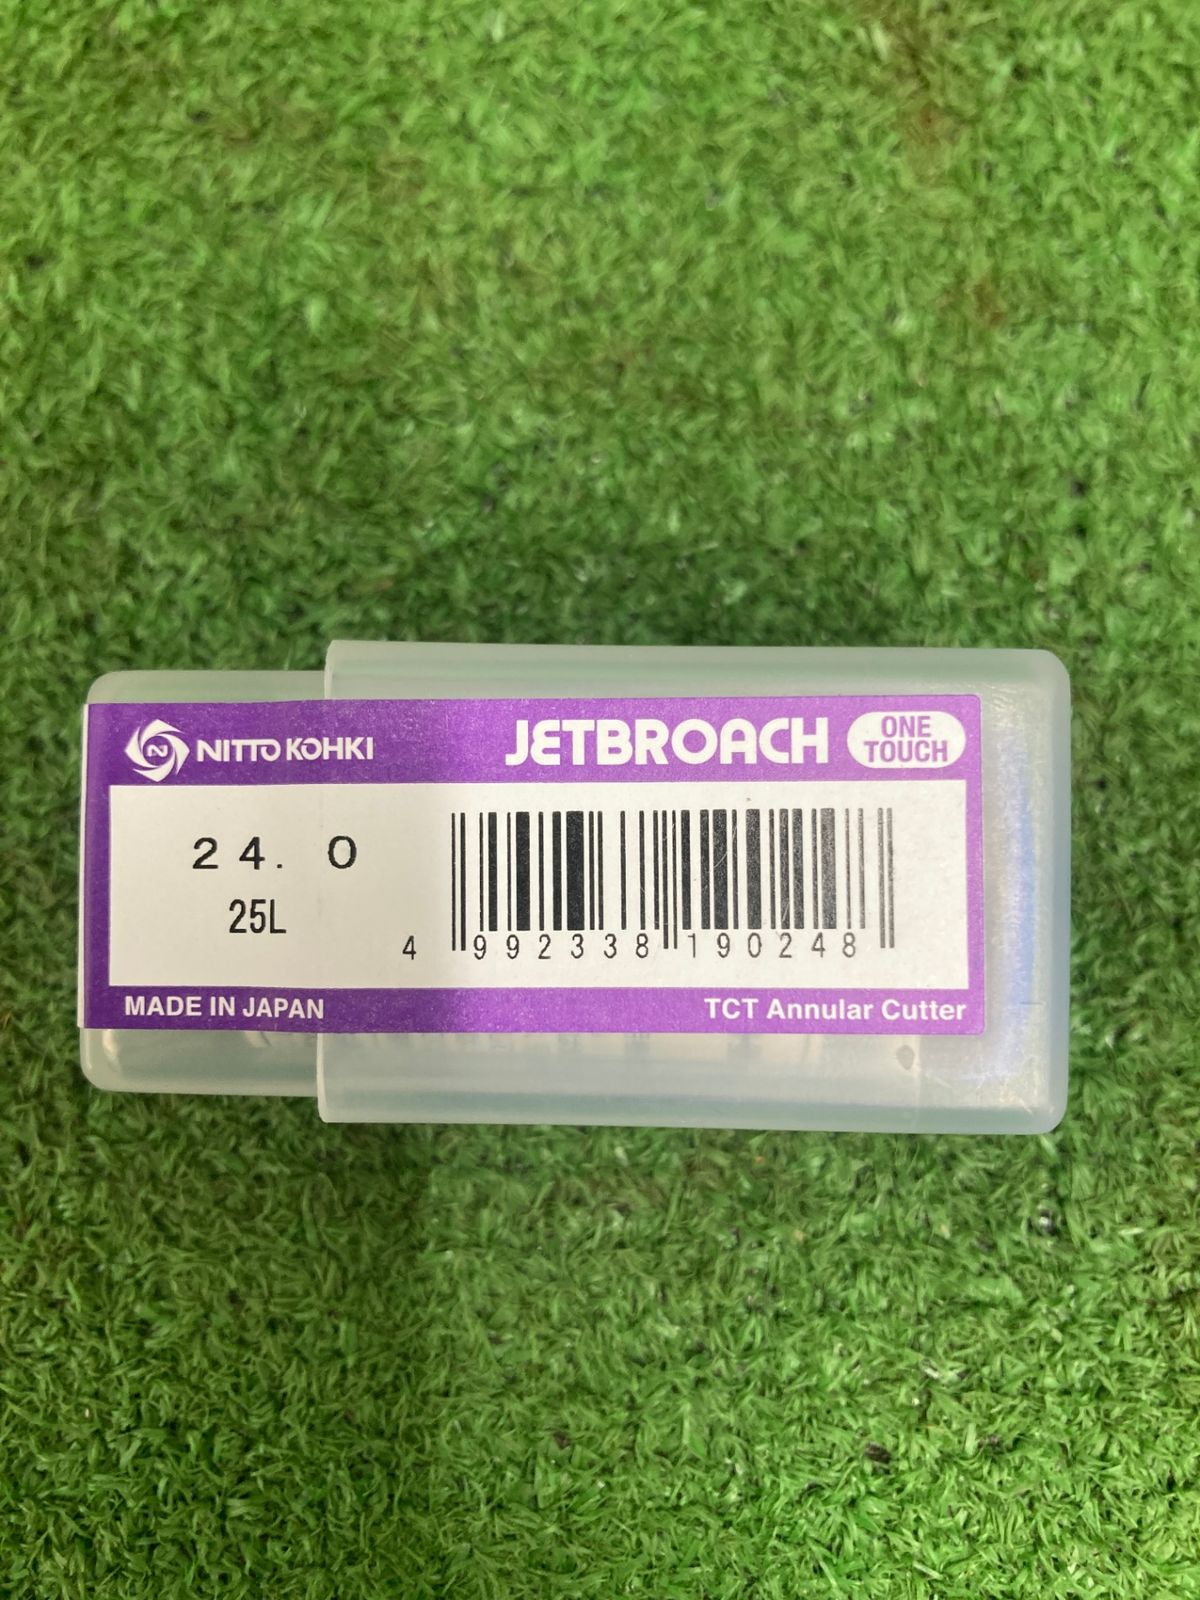 NITTO KOHKI
JETBROACH
ONE
TOUCH
24.0
25L
4 992338 190248
MADE IN JAPAN
TCT Annular Cutter